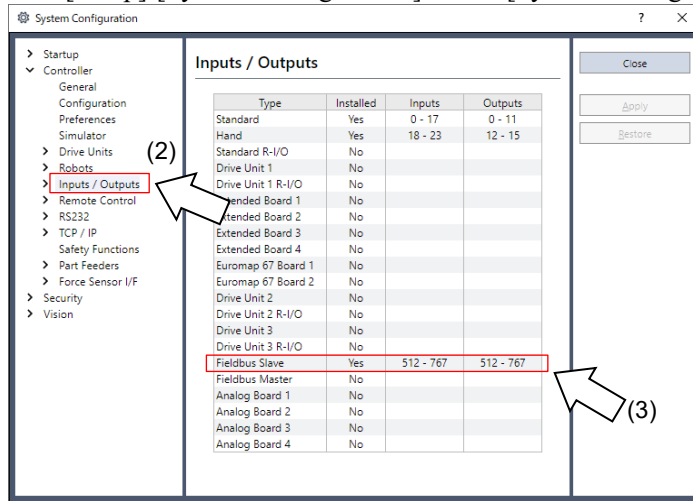 System Configuration ? ×
Startup
Controller
General
Configuration
Preferences
Simulator
Drive Units
Robots
Inputs / Outputs
Remote Control
RS232
TCP / IP
Safety Functions
Part Feeders
Force Sensor I/F
Security
Vision
(2)
Inputs / Outputs
Type Installed Inputs Outputs
Standard Yes 0 - 17 0 - 11
Hand Yes 18 - 23 12 - 15
Standard R-I/O No
Drive Unit 1 No
Drive Unit 1 R-I/O No
Extended Board 1 No
Extended Board 2 No
Extended Board 3 No
Extended Board 4 No
Euromap 67 Board 1 No
Euromap 67 Board 2 No
Drive Unit 2 No
Drive Unit 2 R-I/O No
Drive Unit 3 No
Drive Unit 3 R-I/O No
Fieldbus Slave Yes 512 - 767 512 - 767
Fieldbus Master No
Analog Board 1 No
Analog Board 2 No
Analog Board 3 No
Analog Board 4 No
(3)
Close
Apply
Restore